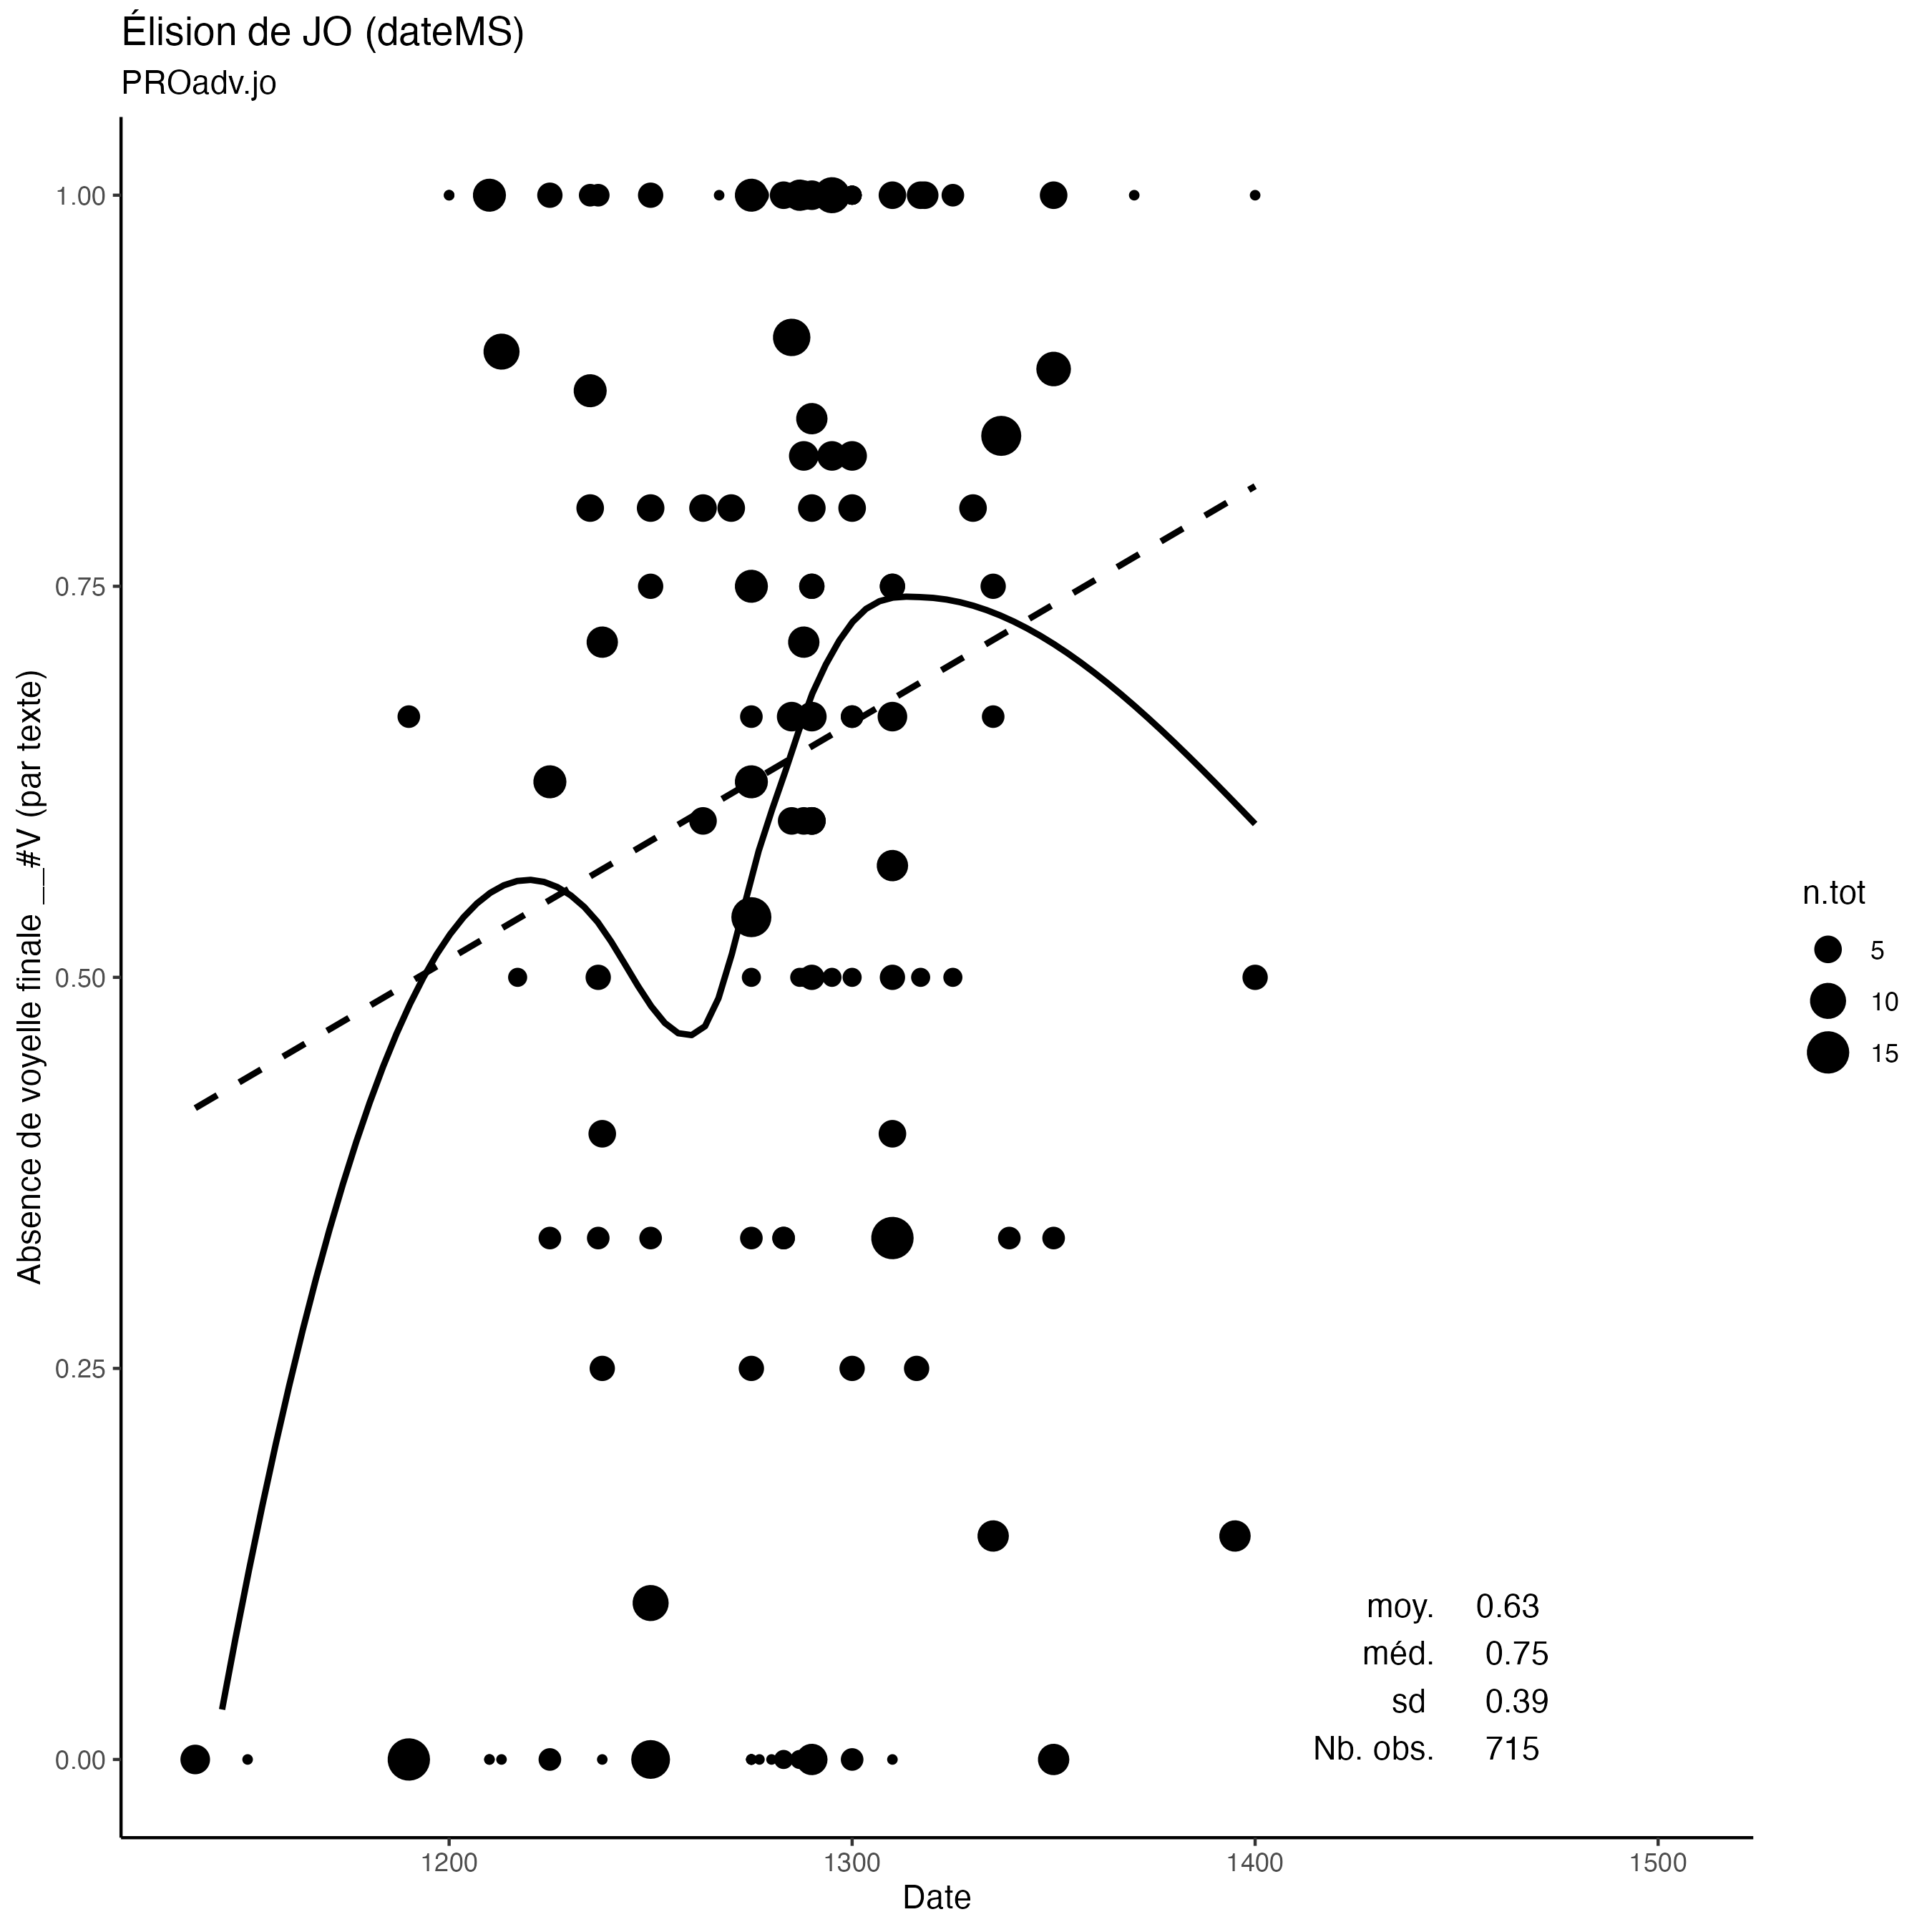 Élision de JO (dateMS)
PROadv.jo
Absence de voyelle finale __#V (par texte)
1.00
0.75
0.50
0.25
0.00
n.tot
5
10
15
moy. 0.63
méd. 0.75
sd 0.39
Nb. obs. 715
1200 1300 1400 1500
Date